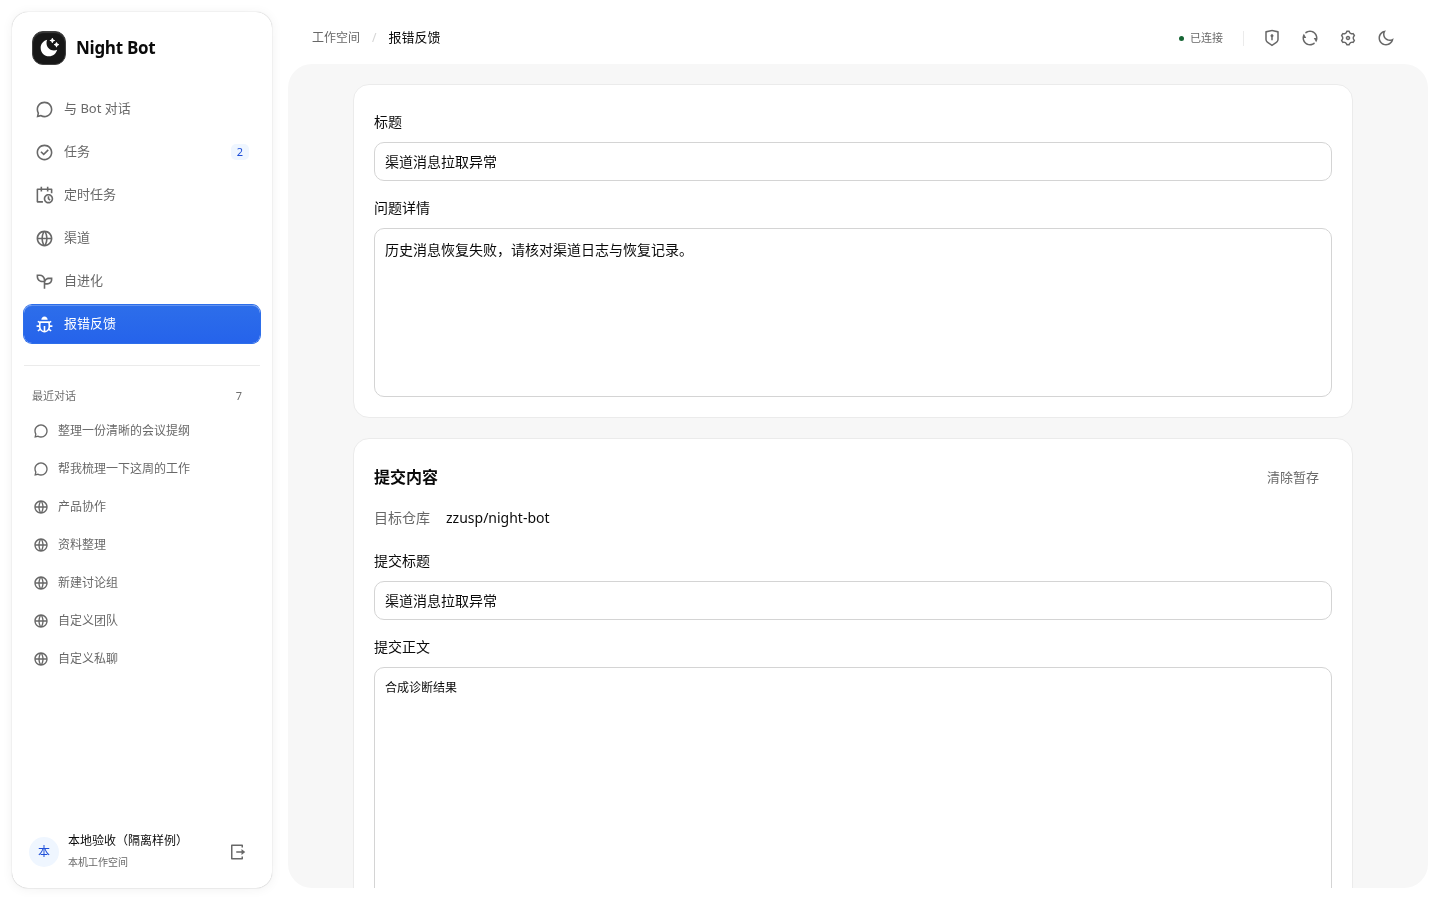 Night Bot
与 Bot 对话
任务
2
定时任务
渠道
自进化
报错反馈
最近对话
7
整理一份清晰的会议提纲
帮我梳理一下这周的工作
产品协作
资料整理
新建讨论组
自定义团队
自定义私聊
本
本地验收（隔离样例）
本机工作空间
工作空间 / 报错反馈
已连接
标题
渠道消息拉取异常
问题详情
历史消息恢复失败，请核对渠道日志与恢复记录。
提交内容
清除暂存
目标仓库 zzusp/night-bot
提交标题
渠道消息拉取异常
提交正文
合成诊断结果